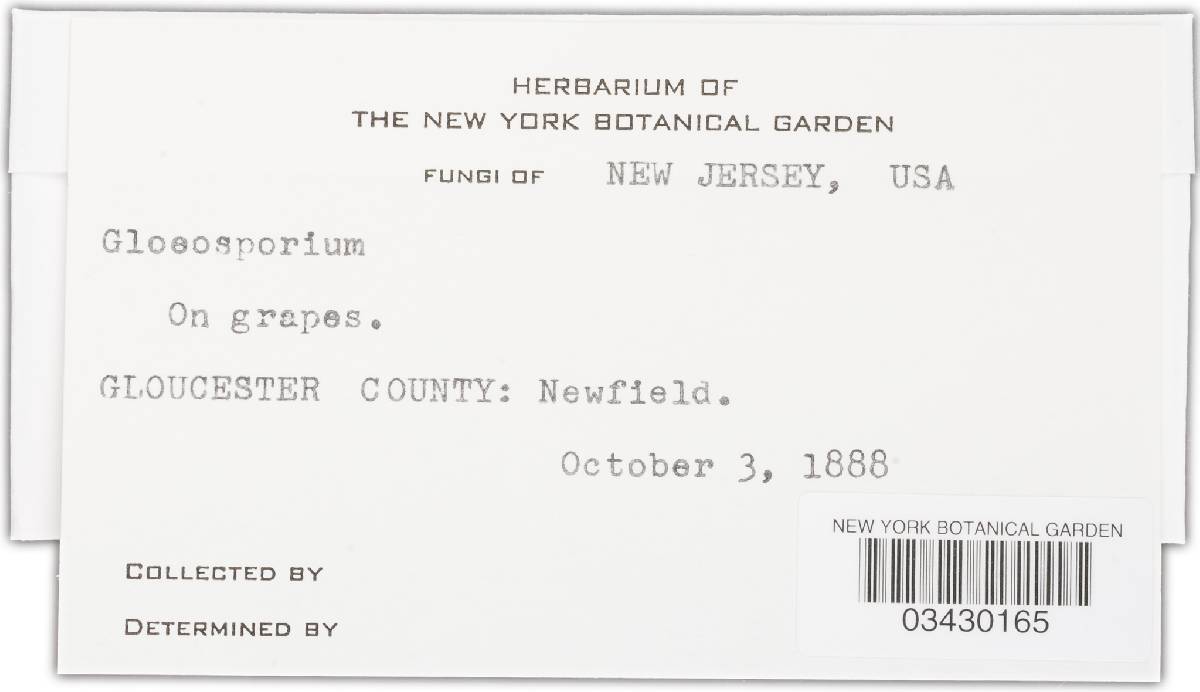 HERBARIUM OF
THE NEW YORK BOTANICAL GARDEN
FUNGI OF NEW JERSEY, USA
Gloeosporium
On grapes.
GLOUCESTER COUNTY: Newfield.
October 3, 1888
NEW YORK BOTANICAL GARDEN
03430165
COLLECTED BY
DETERMINED BY